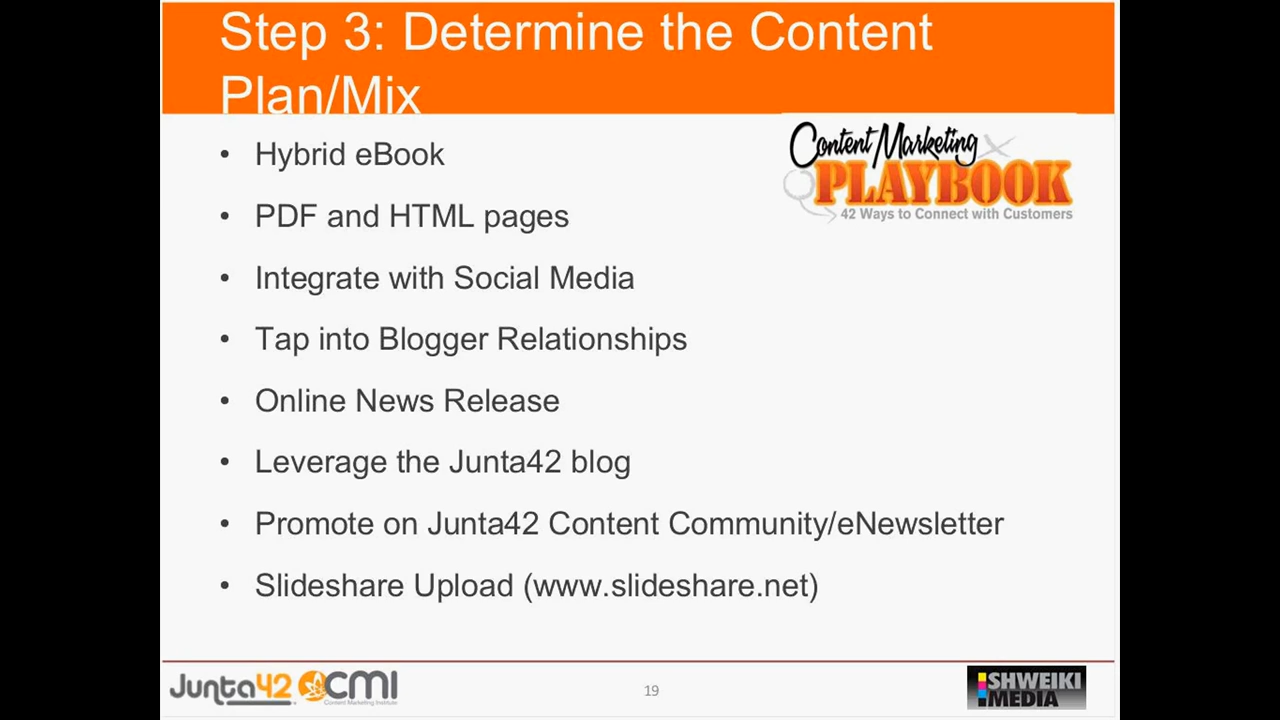 Step 3: Determine the Content
Plan/Mix
Content Marketing
PLAYBOOK
42 Ways to Connect with Customers
• Hybrid eBook
• PDF and HTML pages
• Integrate with Social Media
• Tap into Blogger Relationships
• Online News Release
• Leverage the Junta42 blog
• Promote on Junta42 Content Community/eNewsletter
• Slideshare Upload (www.slideshare.net)
Junta42
CMI
Content Marketing Institute
19
SHWEIKI
MEDIA